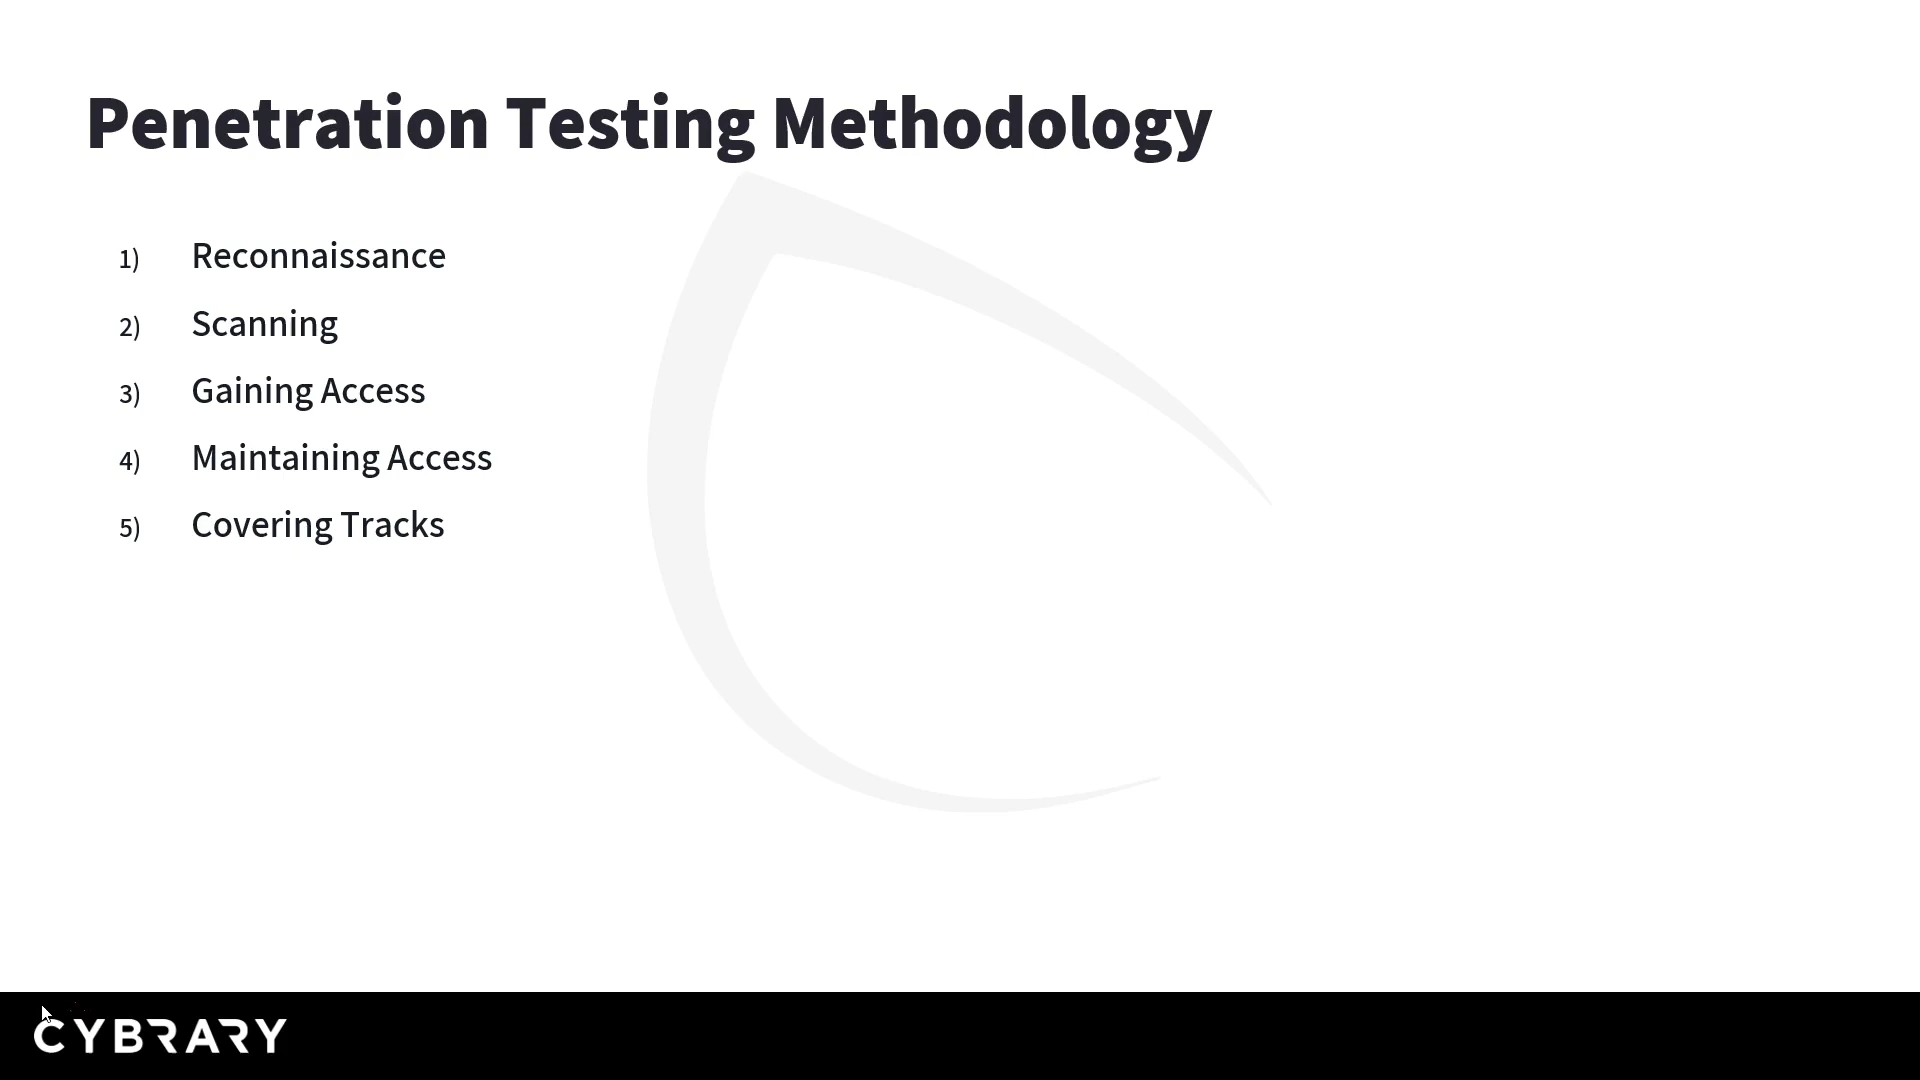 Penetration Testing Methodology
1) Reconnaissance
2) Scanning
3) Gaining Access
4) Maintaining Access
5) Covering Tracks
CYBRARY